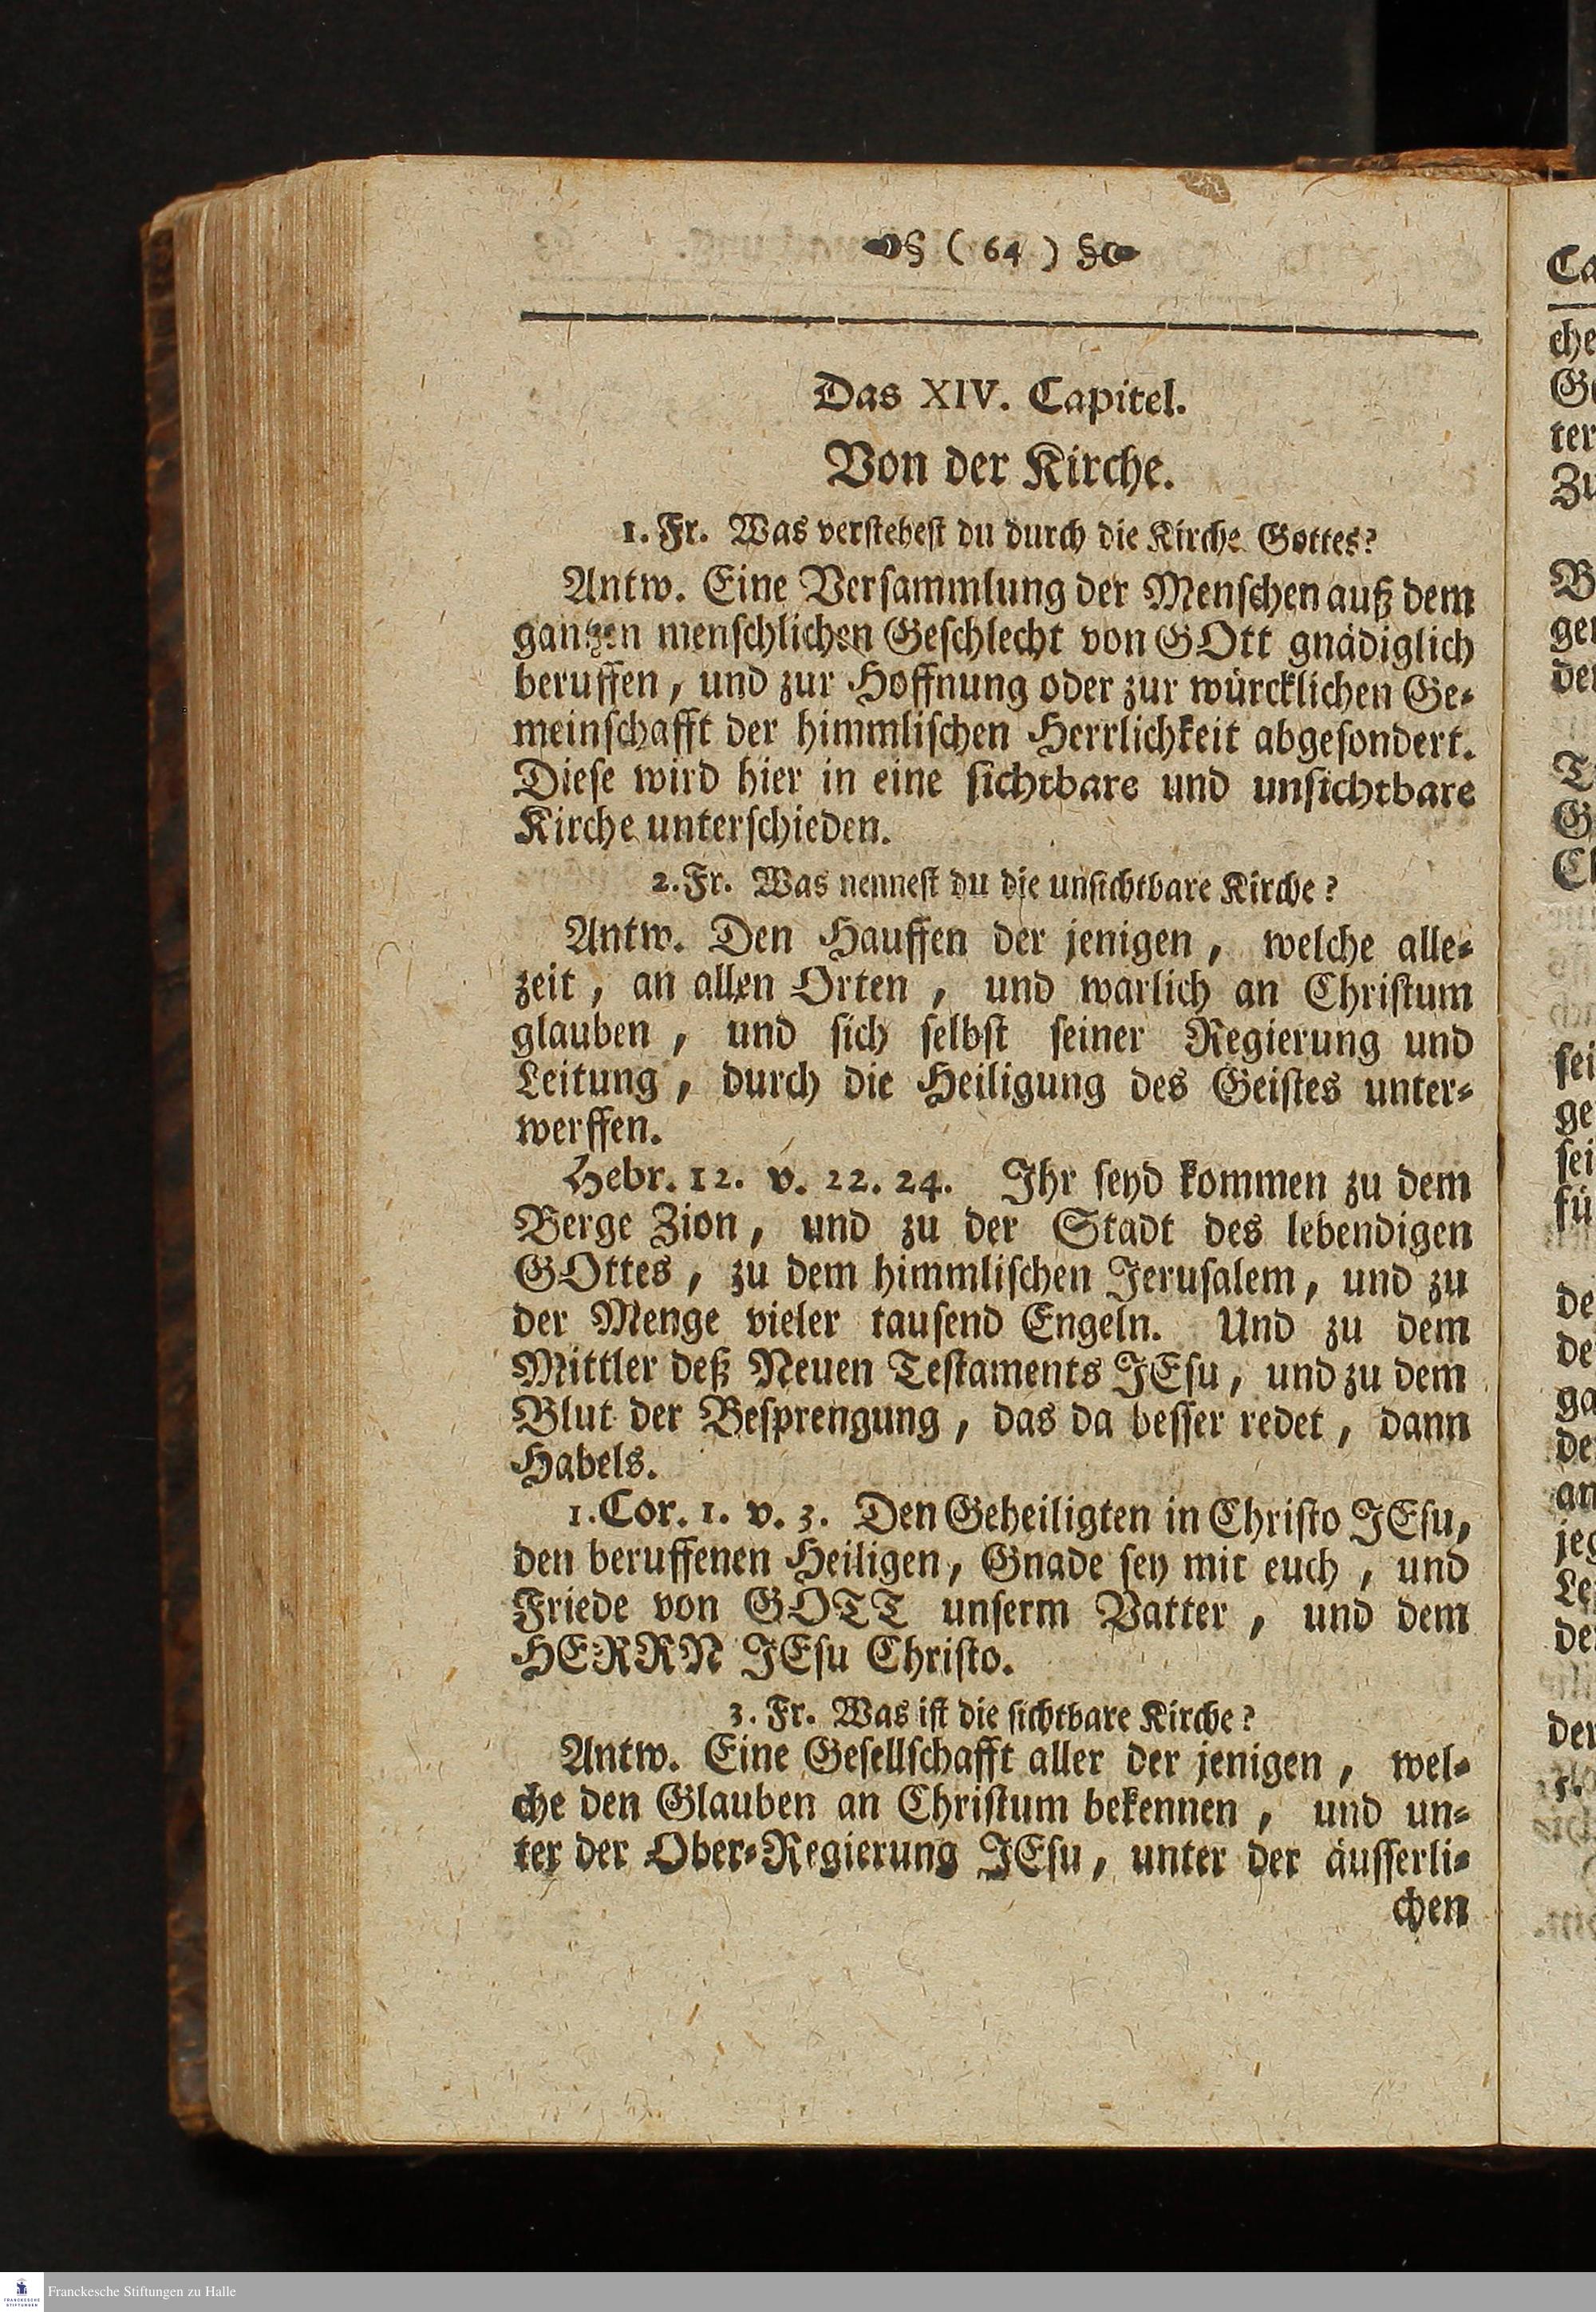 § ( 64 ) §
Das XIV. Capitel.
Von der Kirche.
1. Fr. Was verstehest du durch die Kirche Gottes?
Antw. Eine Versammlung der Menschen auß dem
gantzen menschlichen Geschlecht von GOtt gnädiglich
beruffen, und zur Hoffnung oder zur würcklichen Ge-
meinschafft der himmlischen Herrlichkeit abgesondert.
Diese wird hier in eine sichtbare und unsichtbare
Kirche unterschieden.
2. Fr. Was nennest du die unsichtbare Kirche?
Antw. Den Hauffen der jenigen, welche alle-
zeit, an allen Orten, und warlich an Christum
glauben, und sich selbst seiner Regierung und
Leitung, durch die Heiligung des Geistes unter-
werffen.
Hebr. 12. v. 22. 24. Ihr seyd kommen zu dem
Berge Zion, und zu der Stadt des lebendigen
GOttes, zu dem himmlischen Jerusalem, und zu
der Menge vieler tausend Engeln. Und zu dem
Mittler deß Neuen Testaments JEsu, und zu dem
Blut der Besprengung, das da besser redet, dann
Habels.
1. Cor. 1. v. 3. Den Geheiligten in Christo JEsu,
den beruffenen Heiligen, Gnade sey mit euch, und
Friede von GOTT unserm Vatter, und dem
HERRN JEsu Christo.
3. Fr. Was ist die sichtbare Kirche?
Antw. Eine Gesellschafft aller der jenigen, wel-
che den Glauben an Christum bekennen, und un-
ter der Ober-Regierung JEsu, unter der äusserli-
chen
Franckesche Stiftungen zu Halle